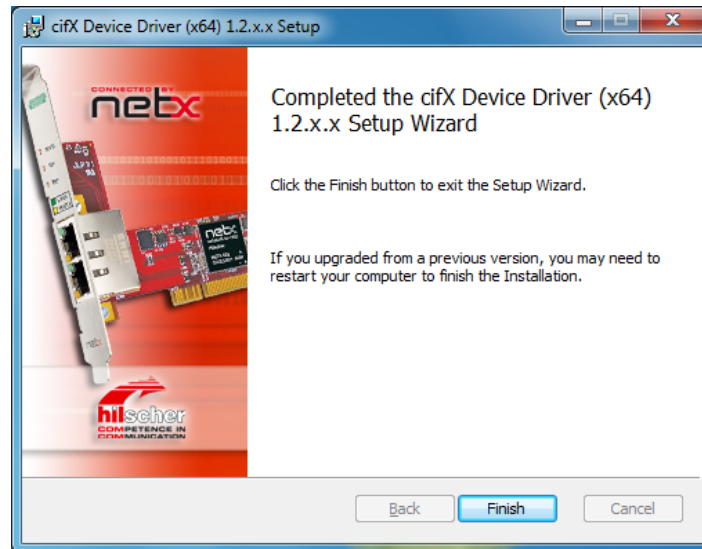 cifX Device Driver (x64) 1.2.x.x Setup
CONNECTED BY
netx
Completed the cifX Device Driver (x64)
1.2.x.x Setup Wizard
Click the Finish button to exit the Setup Wizard.
If you upgraded from a previous version, you may need to
restart your computer to finish the Installation.
netx
hilscher
COMPETENCE IN
COMMUNICATION
Back
Finish
Cancel